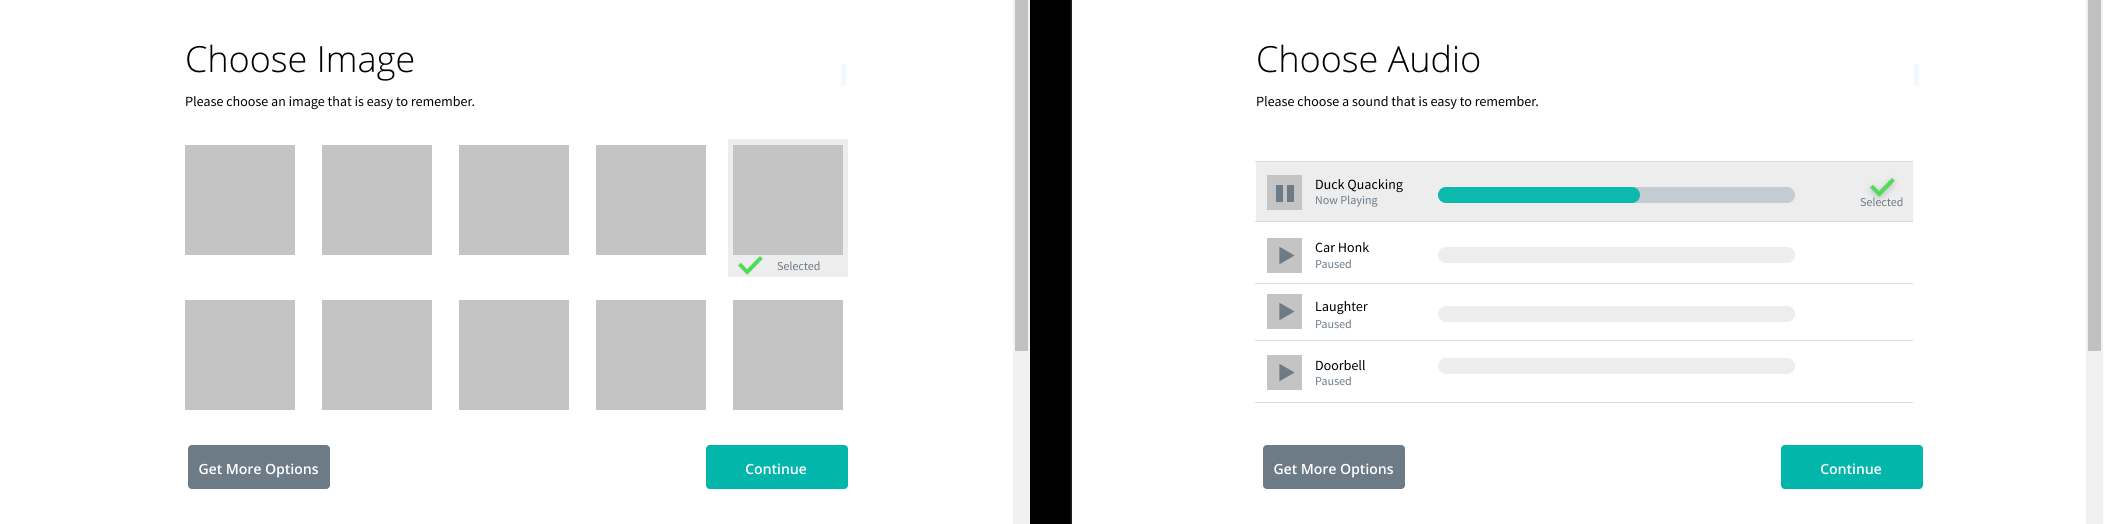 Choose Image
Please choose an image that is easy to remember.
Selected
Get More Options
Continue
Choose Audio
Please choose a sound that is easy to remember.
Duck Quacking
Now Playing
Selected
Car Honk
Paused
Laughter
Paused
Doorbell
Paused
Get More Options
Continue